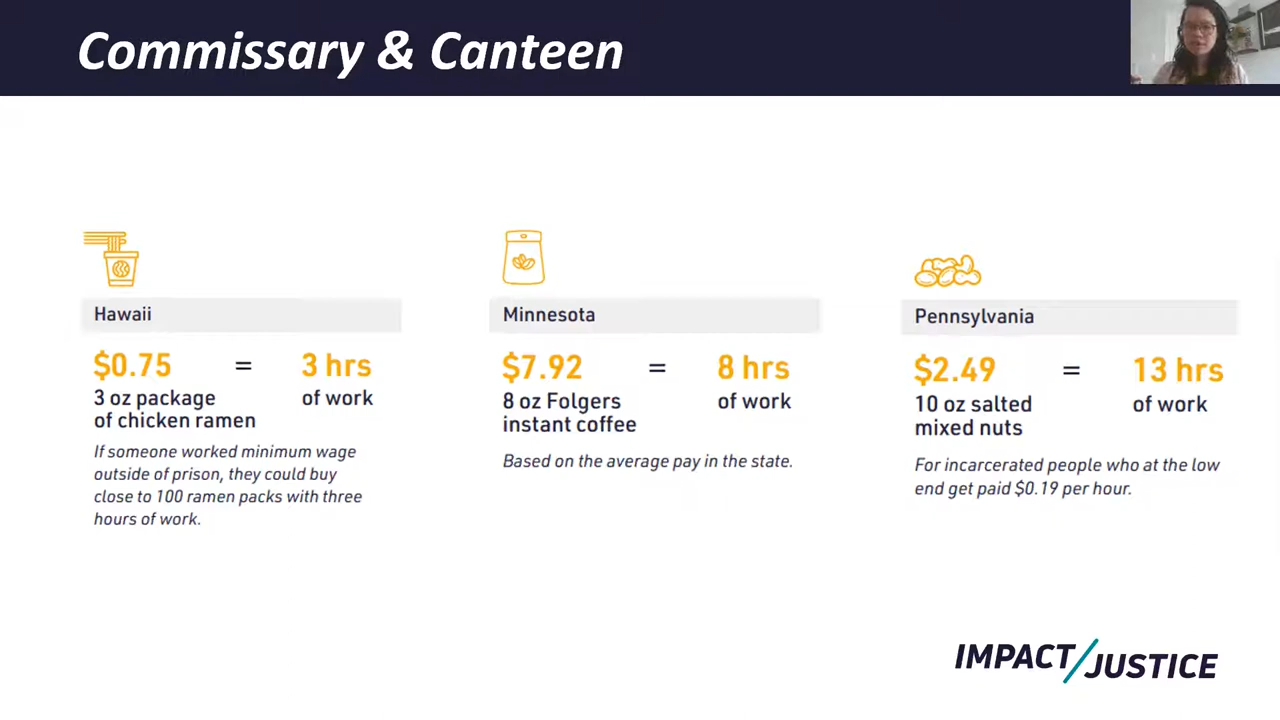 Commissary & Canteen
Hawaii
$0.75 = 3 hrs
3 oz package of work
of chicken ramen
If someone worked minimum wage
outside of prison, they could buy
close to 100 ramen packs with three
hours of work.
Minnesota
$7.92 = 8 hrs
8 oz Folgers of work
instant coffee
Based on the average pay in the state.
Pennsylvania
$2.49 = 13 hrs
10 oz salted of work
mixed nuts
For incarcerated people who at the low
end get paid $0.19 per hour.
IMPACT/JUSTICE